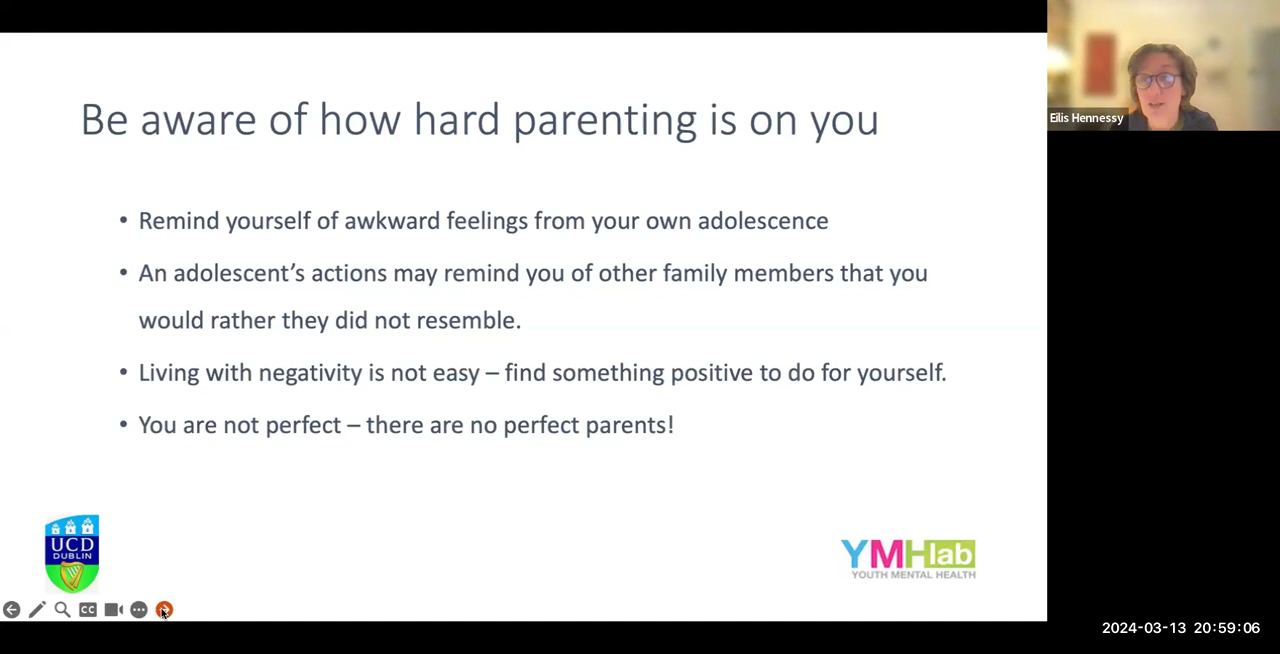 Be aware of how hard parenting is on you
• Remind yourself of awkward feelings from your own adolescence
• An adolescent’s actions may remind you of other family members that you
would rather they did not resemble.
• Living with negativity is not easy – find something positive to do for yourself.
• You are not perfect – there are no perfect parents!
UCD
DUBLIN
YMHlab
YOUTH MENTAL HEALTH
CC
Eilis Hennessy
2024-03-13 20:59:06